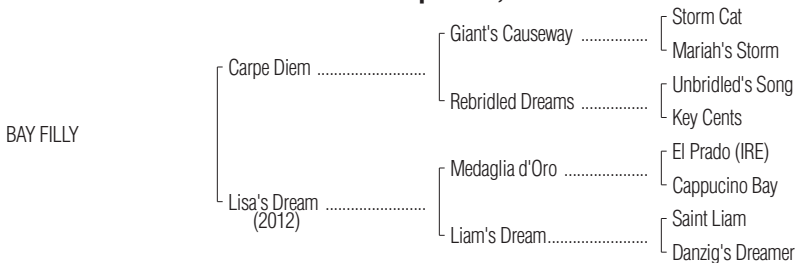 Storm Cat
Giant's Causeway ................
Mariah's Storm
Carpe Diem ..........................
Unbridled's Song
Rebridled Dreams ................
Key Cents
BAY FILLY
El Prado (IRE)
Medaglia d'Oro ....................
Cappucino Bay
Lisa's Dream ........................
(2012)
Saint Liam
Liam's Dream........................
Danzig's Dreamer